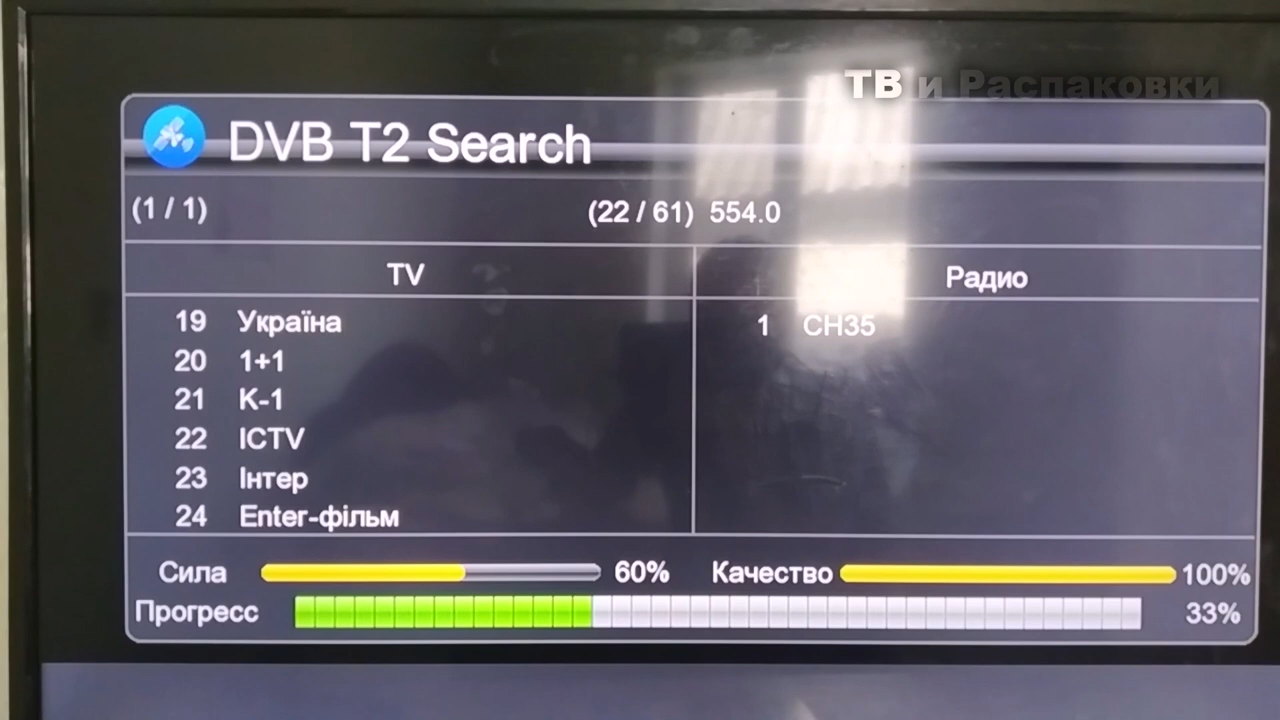 ТВ и Распаковки
DVB T2 Search
(1 / 1) (22 / 61) 554.0
TV Радио
19 Україна 1 CH35
20 1+1
21 K-1
22 ICTV
23 Інтер
24 Enter-фільм
Сила 60% Качество 100%
Прогресс 33%